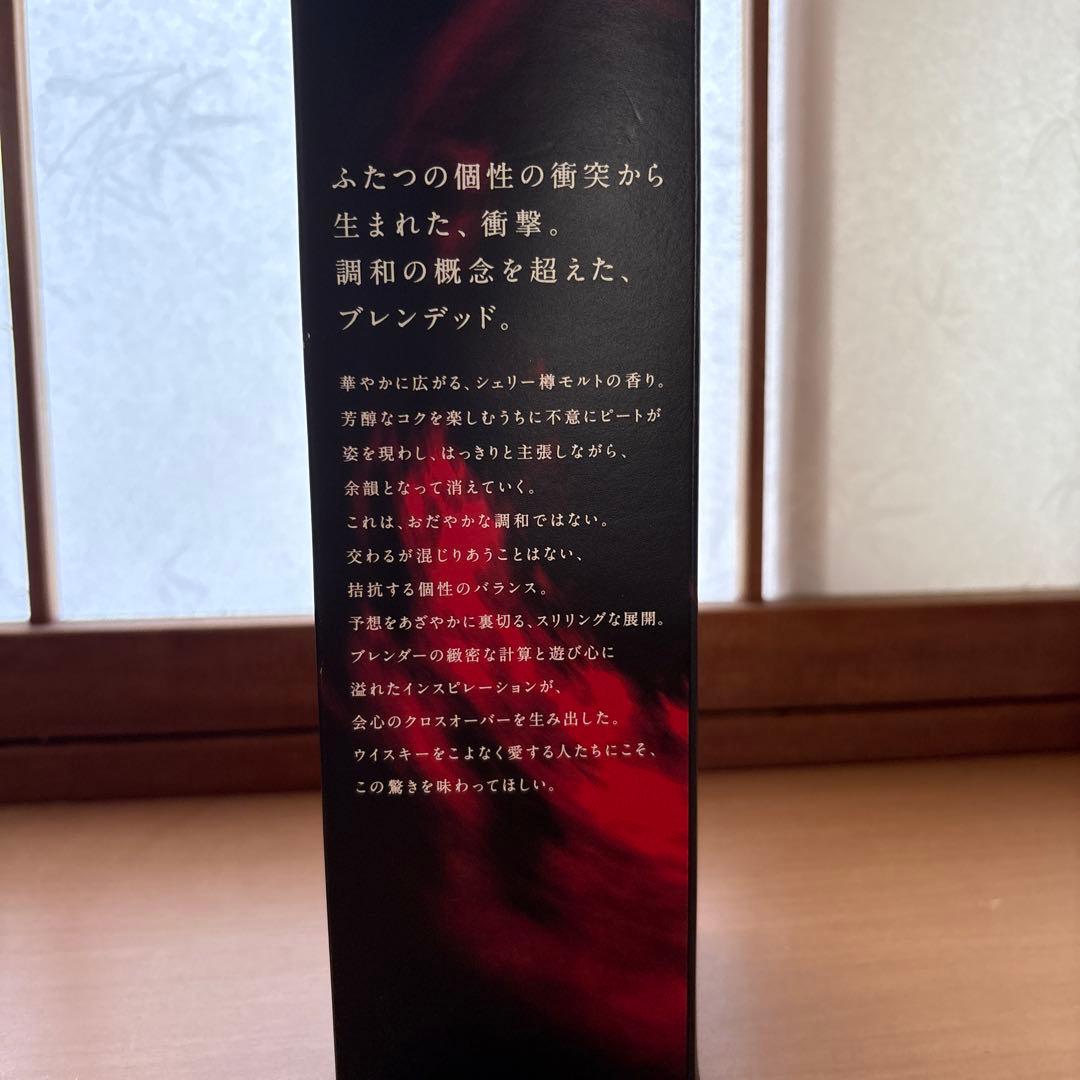 ふたつの個性の衝突から
生まれた、衝撃。
調和の概念を超えた、
ブレンデッド。
華やかに広がる、シェリー樽モルトの香り。
芳醇なコクを楽しむうちに不意にピートが
姿を現わし、はっきりと主張しながら、
余韻となって消えていく。
これは、おだやかな調和ではない。
交わるが混じりあうことはない、
拮抗する個性のバランス。
予想をあざやかに裏切る、スリリングな展開。
ブレンダーの緻密な計算と遊び心に
溢れたインスピレーションが、
会心のクロスオーバーを生み出した。
ウイスキーをこよなく愛する人たちにこそ、
この驚きを味わってほしい。